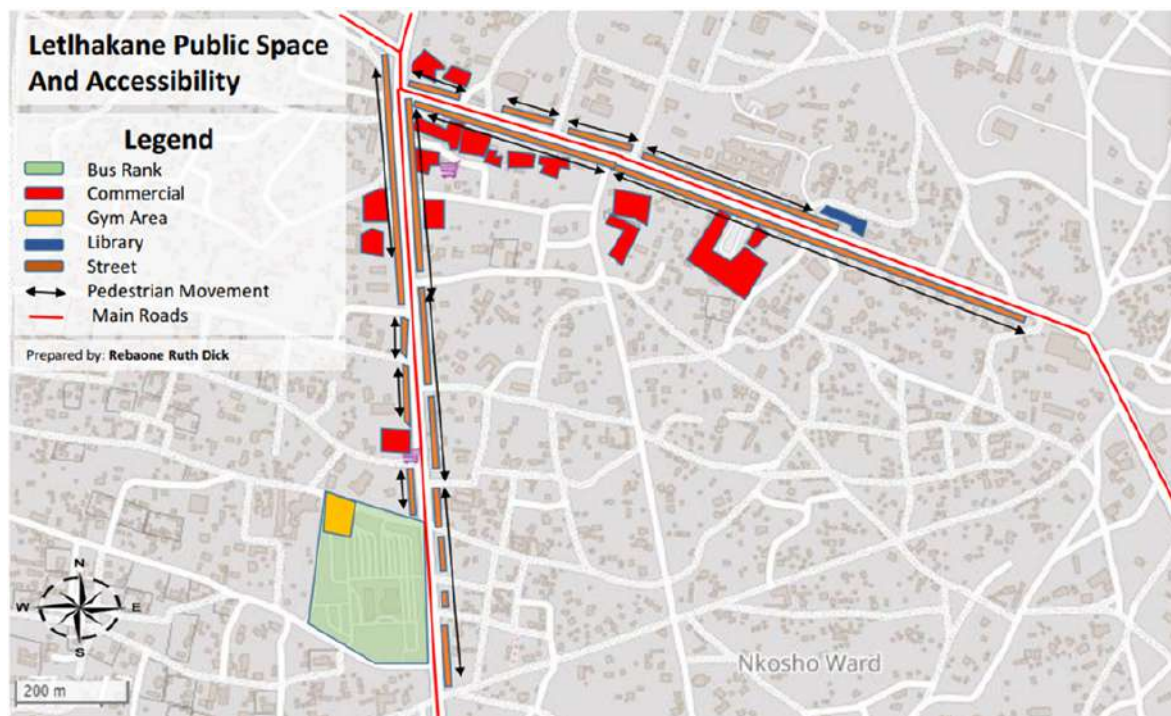 Letlhakane Public Space
And Accessibility
Legend
Bus Rank
Commercial
Gym Area
Library
Street
Pedestrian Movement
Main Roads
Prepared by: Rebaone Ruth Dick
N
W E
S
200 m
Nkosho Ward